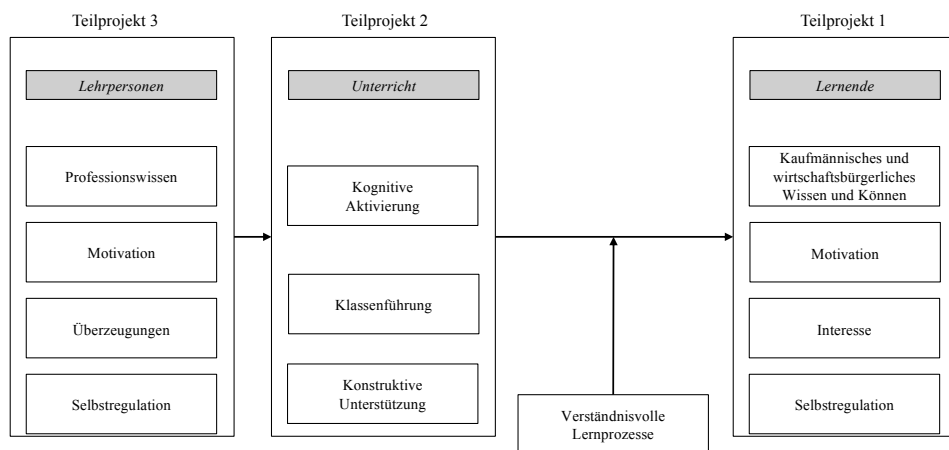 Teilprojekt 3
Lehrpersonen
Professionswissen
Motivation
Überzeugungen
Selbstregulation
Teilprojekt 2
Unterricht
Kognitive
Aktivierung
Klassenführung
Konstruktive
Unterstützung
Verständnisvolle
Lernprozesse
Teilprojekt 1
Lernende
Kaufmännisches und
wirtschaftsbürgerliches
Wissen und Können
Motivation
Interesse
Selbstregulation